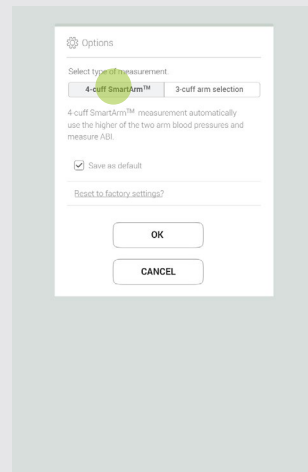 Options
Select type of measurement.
4-cuff SmartArm™
3-cuff arm selection
4-cuff SmartArm™ measurement automatically
use the higher of the two arm blood pressures and
measure ABI.
Save as default
Reset to factory settings?
OK
CANCEL